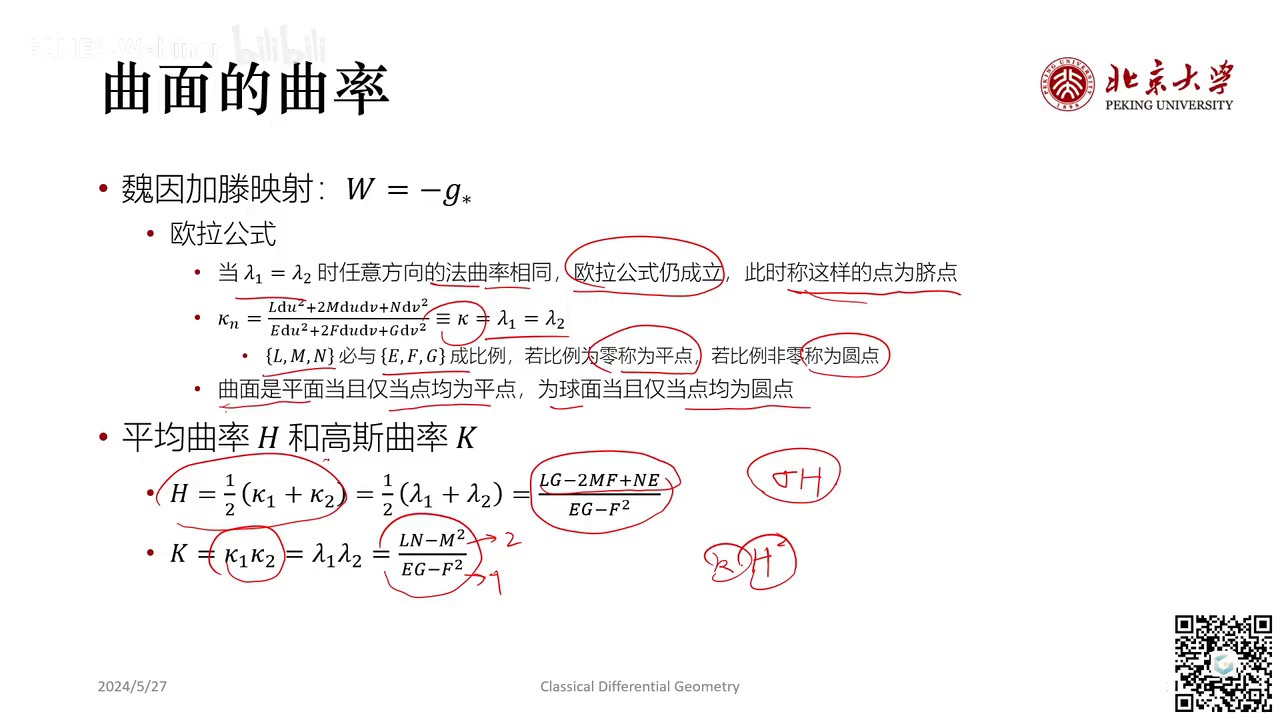 bilibili
曲面的曲率
北京大学
PEKING UNIVERSITY
• 魏因加滕映射：W = −g∗
• 欧拉公式
• 当 λ₁ = λ₂ 时任意方向的法曲率相同，欧拉公式仍成立，此时称这样的点为脐点
• κₙ = (Ldu²+2Mdudv+Ndv²)/(Edu²+2Fdudv+Gdv²) ≡ κ = λ₁ = λ₂
• {L, M, N} 必与 {E, F, G} 成比例，若比例为零称为平点，若比例非零称为圆点
• 曲面是平面当且仅当点均为平点，为球面当且仅当点均为圆点
• 平均曲率 H 和高斯曲率 K
• H = ½(κ₁ + κ₂) = ½(λ₁ + λ₂) = (LG−2MF+NE)/(EG−F²)
σH
• K = κ₁κ₂ = λ₁λ₂ = (LN−M²)/(EG−F²)
→ 2
H²
2024/5/27
Classical Differential Geometry